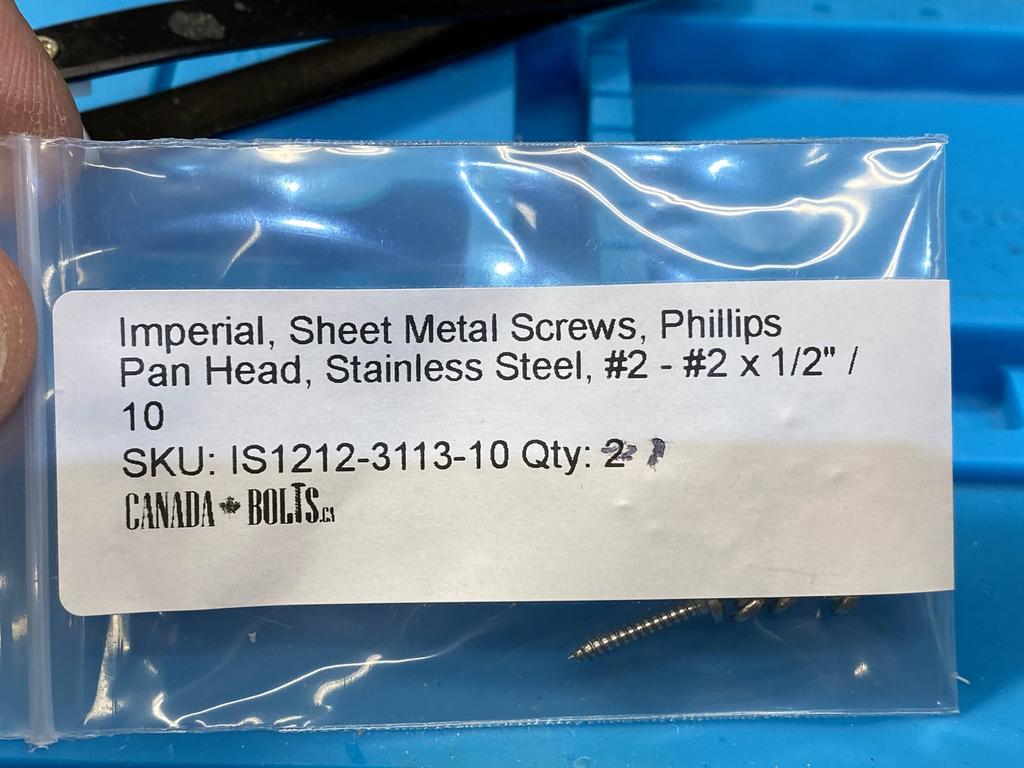 Imperial, Sheet Metal Screws, Phillips
Pan Head, Stainless Steel, #2 - #2 x 1/2" /
10
SKU: IS1212-3113-10 Qty: 2 1
CANADA BOLTS.CA